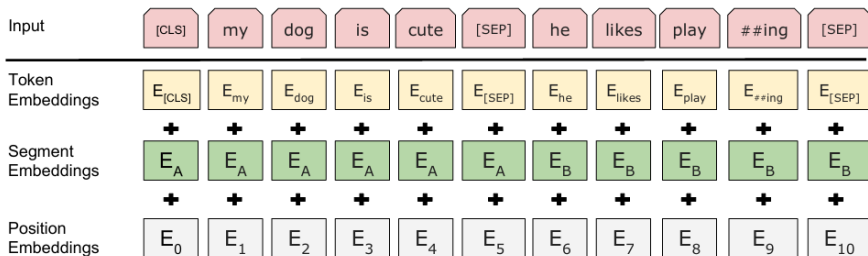 Input [CLS] my dog is cute [SEP] he likes play ##ing [SEP]
Token Embeddings E[CLS] Emy Edog Eis Ecute E[SEP] Ehe Elikes Eplay E##ing E[SEP]
+ + + + + + + + + + +
Segment Embeddings EA EA EA EA EA EA EB EB EB EB EB
+ + + + + + + + + + +
Position Embeddings E0 E1 E2 E3 E4 E5 E6 E7 E8 E9 E10